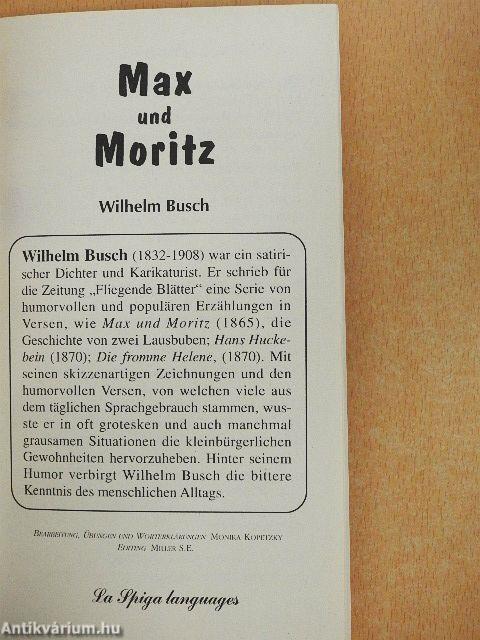 Max
und
Moritz
Wilhelm Busch
Wilhelm Busch (1832-1908) war ein satiri-
scher Dichter und Karikaturist. Er schrieb für
die Zeitung „Fliegende Blätter“ eine Serie von
humorvollen und populären Erzählungen in
Versen, wie Max und Moritz (1865), die
Geschichte von zwei Lausbuben; Hans Hucke-
bein (1870); Die fromme Helene, (1870). Mit
seinen skizzenartigen Zeichnungen und den
humorvollen Versen, von welchen viele aus
dem täglichen Sprachgebrauch stammen, wus-
ste er in oft grotesken und auch manchmal
grausamen Situationen die kleinbürgerlichen
Gewohnheiten hervorzuheben. Hinter seinem
Humor verbirgt Wilhelm Busch die bittere
Kenntnis des menschlichen Alltags.
BEARBEITUNG, ÜBUNGEN UND WORTERKLÄRUNGEN MONIKA KOPETZKY
EDITING MILLER S.E.
La Spiga languages
Antikvárium.hu